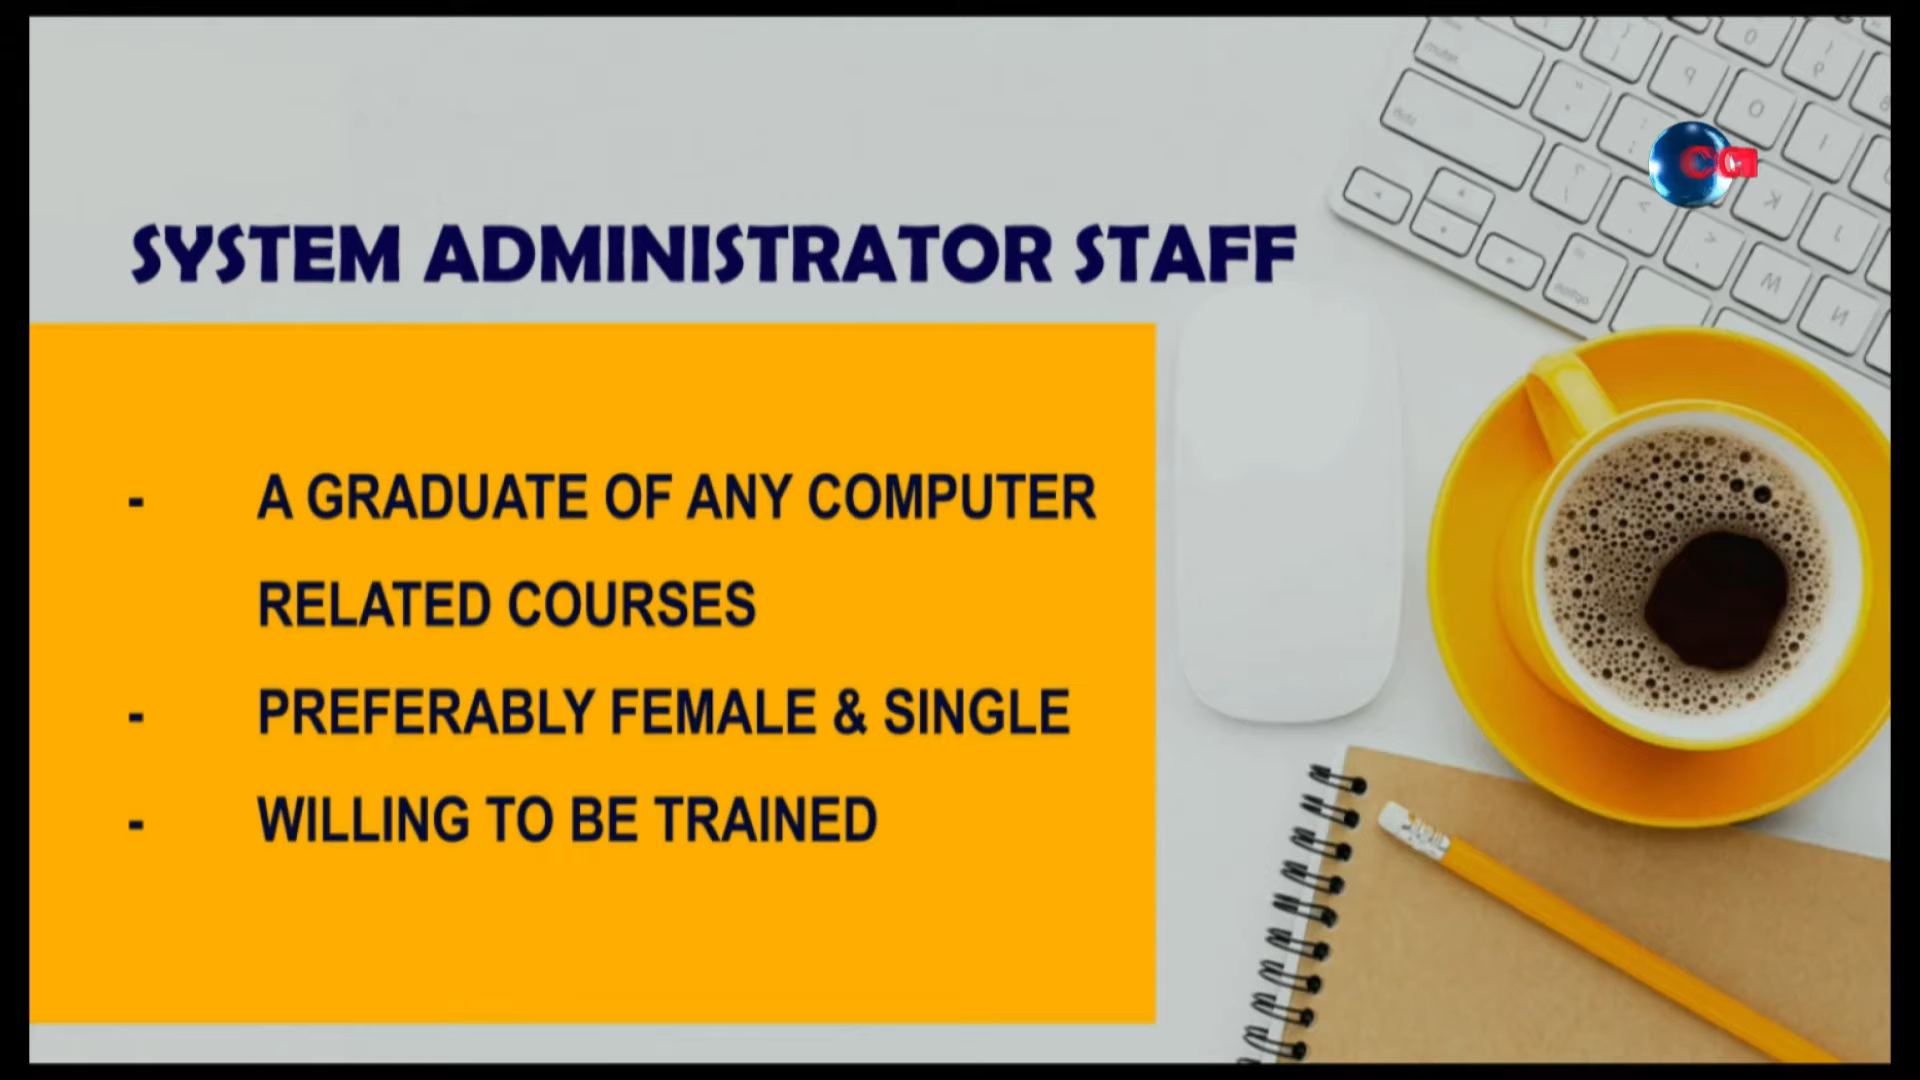 SYSTEM ADMINISTRATOR STAFF
- A GRADUATE OF ANY COMPUTER
RELATED COURSES
- PREFERABLY FEMALE & SINGLE
- WILLING TO BE TRAINED